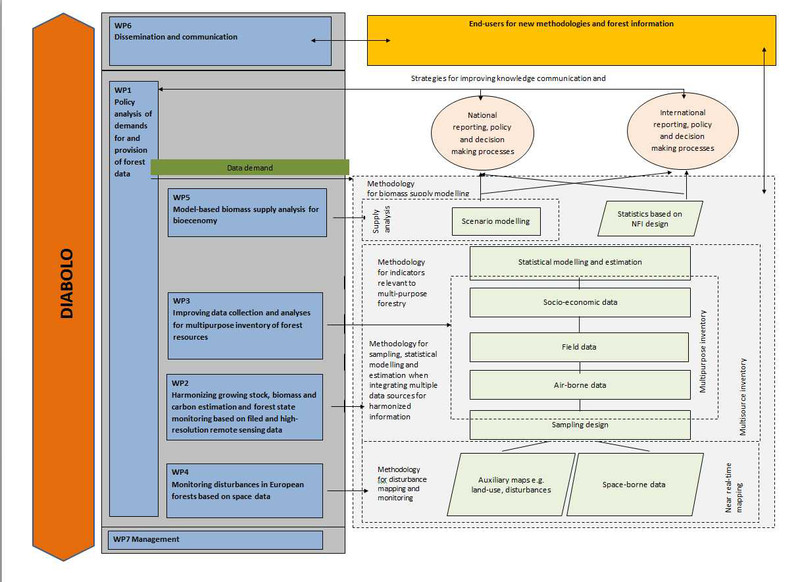 DIABOLO
WP6
Dissemination and communication
End-users for new methodologies and forest information
Strategies for improving knowledge communication and
WP1
Policy
analysis of
demands
for and
provision
of forest
data
National
reporting, policy
and decision
making processes
International
reporting, policy
and decision
making processes
Data demand
Methodology
for biomass supply modelling
WP5
Model-based biomass supply analysis for
bioeconomy
Supply
analysis
Scenario modelling
Statistics based on
NFI design
Methodology
for indicators
relevant to
multi-purpose
forestry
Statistical modelling and estimation
Socio-economic data
WP3
Improving data collection and analyses
for multipurpose inventory of forest
resources
Field data
Multipurpose inventory
Multisource inventory
Methodology for
sampling, statistical
modelling and
estimation when
integrating multiple
data sources for
harmonized
information
WP2
Harmonizing growing stock, biomass and
carbon estimation and forest state
monitoring based on filed and high-
resolution remote sensing data
Air-borne data
Sampling design
WP4
Monitoring disturbances in European
forests based on space data
Methodology
for disturbance
mapping and
monitoring
Auxiliary maps e.g.
land-use, disturbances
Space-borne data
Near real-time
mapping
WP7 Management